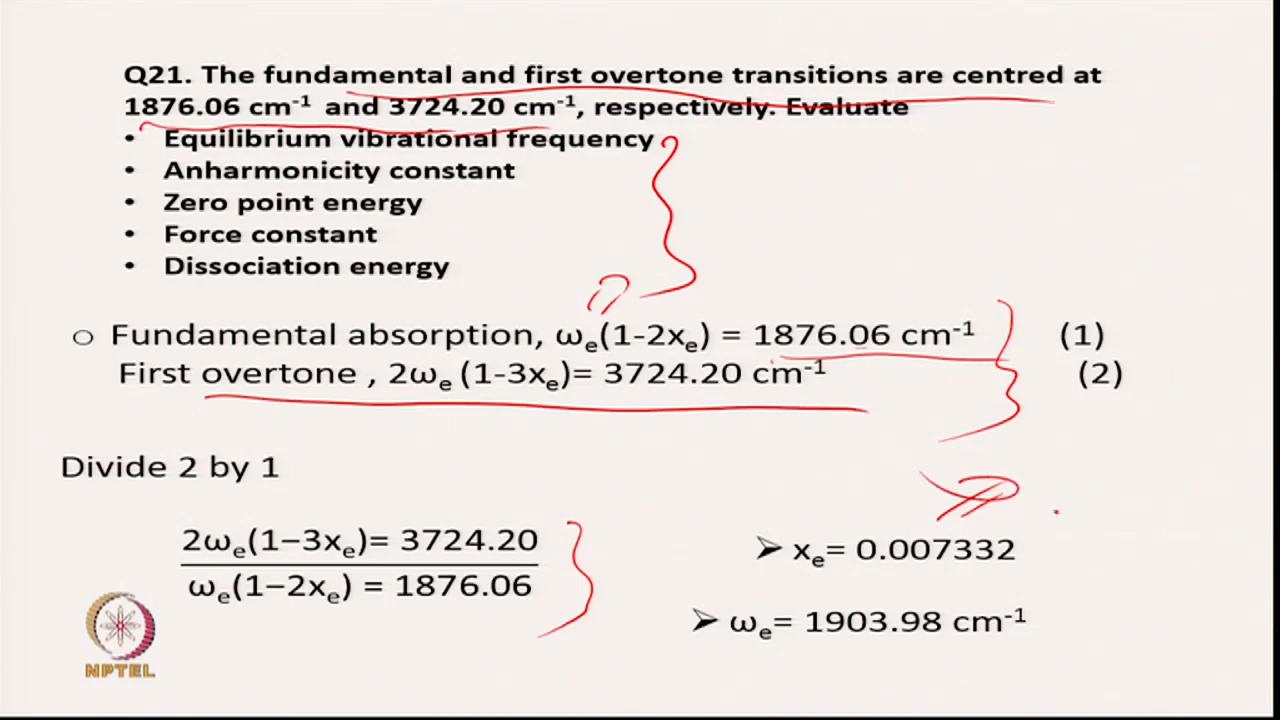 Q21. The fundamental and first overtone transitions are centred at
1876.06 cm⁻¹ and 3724.20 cm⁻¹, respectively. Evaluate
• Equilibrium vibrational frequency
• Anharmonicity constant
• Zero point energy
• Force constant
• Dissociation energy
○ Fundamental absorption, ωₑ(1-2xₑ) = 1876.06 cm⁻¹ (1)
First overtone , 2ωₑ (1-3xₑ)= 3724.20 cm⁻¹ (2)
Divide 2 by 1
2ωₑ(1−3xₑ)= 3724.20
ωₑ(1−2xₑ) = 1876.06
➢ xₑ= 0.007332
➢ ωₑ= 1903.98 cm⁻¹
NPTEL